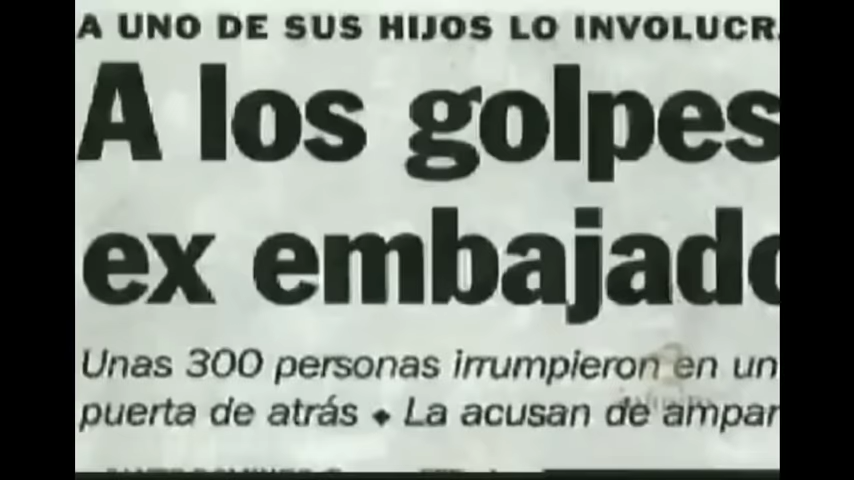 A UNO DE SUS HIJOS LO INVOLUCR
A los golpes
ex embajado
Unas 300 personas irrumpieron en un
puerta de atrás ◆ La acusan de ampar